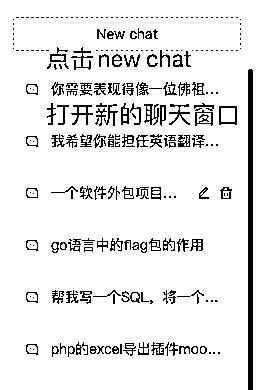 New chat
点击new chat
你需要表现得像一位佛祖...
打开新的聊天窗口
我希望你能担任英语翻译...
一个软件外包项目...
go语言中的flag包的作用
帮我写一个SQL，将一个...
php的excel导出插件moo...